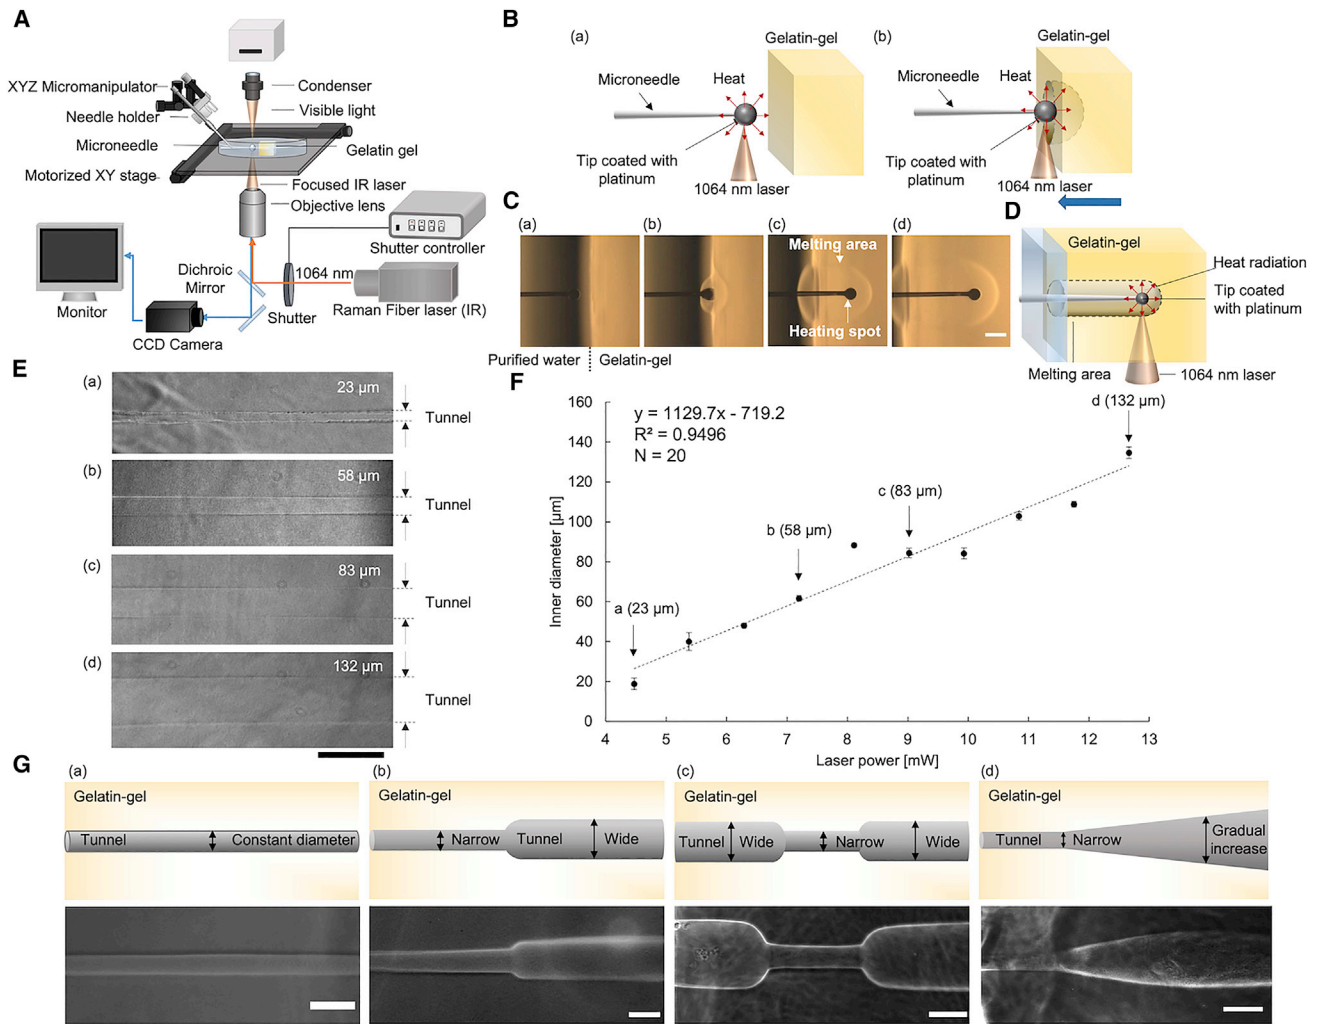 A
XYZ Micromanipulator
Needle holder
Microneedle
Motorized XY stage
Condenser
Visible light
Gelatin gel
Focused IR laser
Objective lens
Shutter controller
1064 nm
Dichroic
Mirror
Shutter
Raman Fiber laser (IR)
Monitor
CCD Camera
B
(a)
Gelatin-gel
Microneedle
Heat
Tip coated with
platinum
1064 nm laser
(b)
Gelatin-gel
Microneedle
Heat
Tip coated with
platinum
1064 nm laser
C
(a)
(b)
(c)
(d)
Melting area
Heating spot
Purified water
Gelatin-gel
D
Gelatin-gel
Heat radiation
Tip coated
with platinum
Melting area
1064 nm laser
E
(a)
23 µm
Tunnel
(b)
58 µm
Tunnel
(c)
83 µm
Tunnel
(d)
132 µm
Tunnel
F
y = 1129.7x - 719.2
R² = 0.9496
N = 20
a (23 µm)
b (58 µm)
c (83 µm)
d (132 µm)
Inner diameter [µm]
160
140
120
100
80
60
40
20
0
4 5 6 7 8 9 10 11 12 13
Laser power [mW]
G
(a)
Gelatin-gel
Tunnel
Constant diameter
(b)
Gelatin-gel
Narrow
Tunnel
Wide
(c)
Gelatin-gel
Tunnel
Wide
Narrow
Wide
(d)
Gelatin-gel
Tunnel
Narrow
Gradual
increase